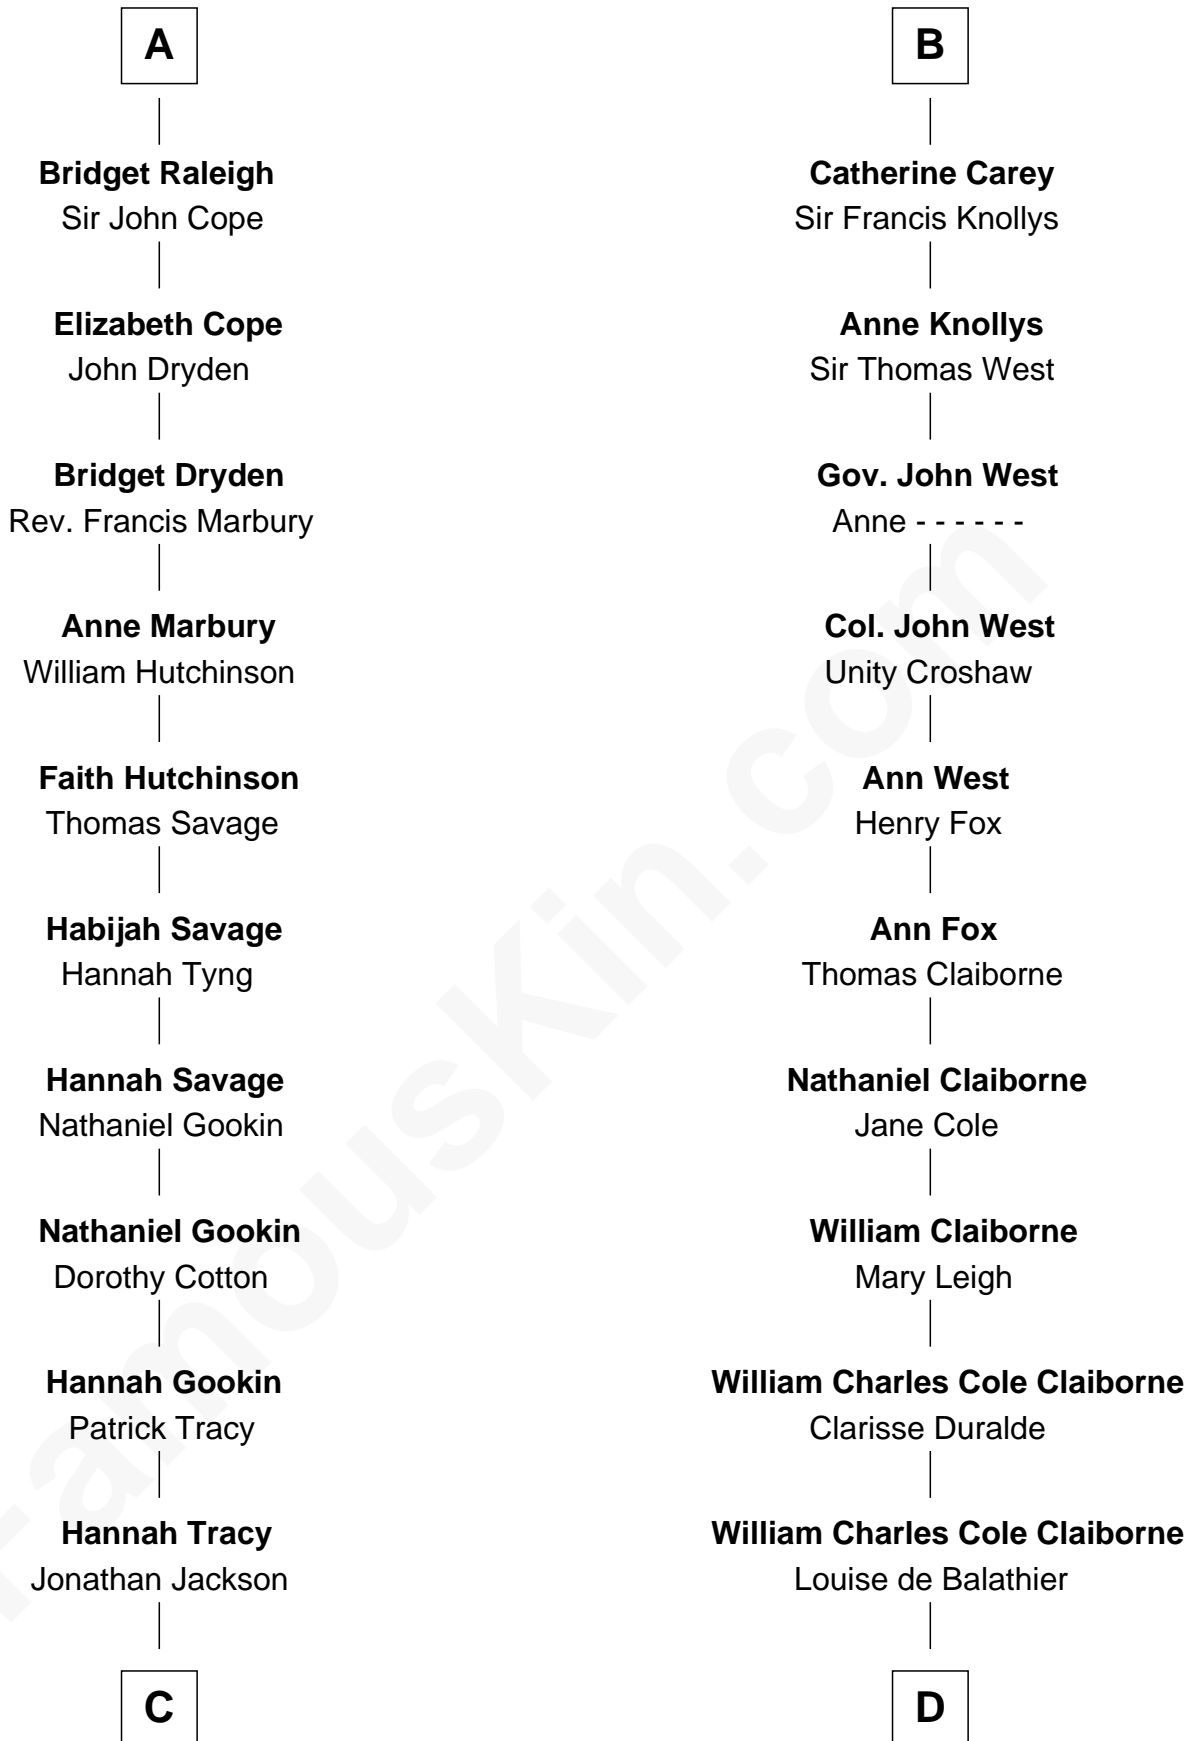 A
Bridget Raleigh
Sir John Cope
Elizabeth Cope
John Dryden
Bridget Dryden
Rev. Francis Marbury
Anne Marbury
William Hutchinson
Faith Hutchinson
Thomas Savage
Habijah Savage
Hannah Tyng
Hannah Savage
Nathaniel Gookin
Nathaniel Gookin
Dorothy Cotton
Hannah Gookin
Patrick Tracy
Hannah Tracy
Jonathan Jackson
C
B
Catherine Carey
Sir Francis Knollys
Anne Knollys
Sir Thomas West
Gov. John West
Anne - - - - - -
Col. John West
Unity Croshaw
Ann West
Henry Fox
Ann Fox
Thomas Claiborne
Nathaniel Claiborne
Jane Cole
William Claiborne
Mary Leigh
William Charles Cole Claiborne
Clarisse Duralde
William Charles Cole Claiborne
Louise de Balathier
D
FamousKin.com